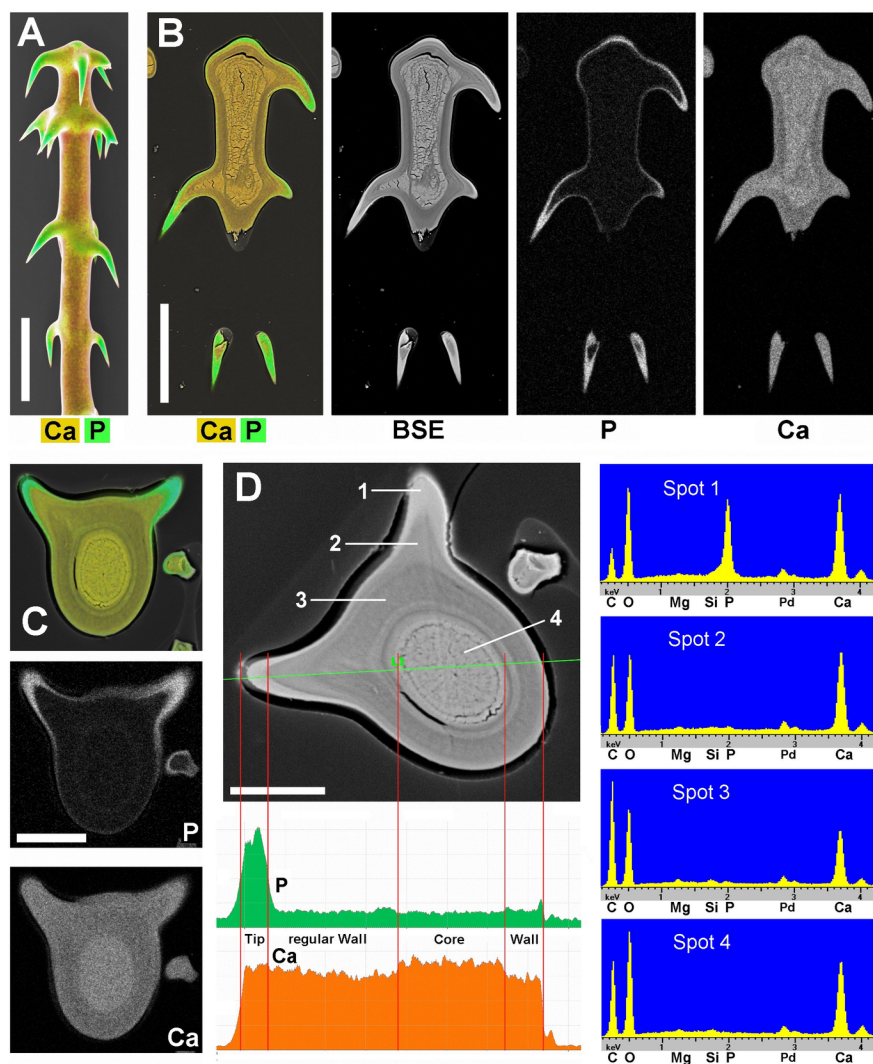 A
B
Ca P
Ca P
BSE
P
Ca
C
P
Ca
D
1
2
3
4
P
Tip regular Wall Core Wall
Ca
Spot 1
keV 1 2 3 4
C O Mg Si P Pd Ca
Spot 2
keV 1 2 3 4
C O Mg Si P Pd Ca
Spot 3
keV 1 2 3 4
C O Mg Si P Pd Ca
Spot 4
keV 1 2 3 4
C O Mg Si P Pd Ca